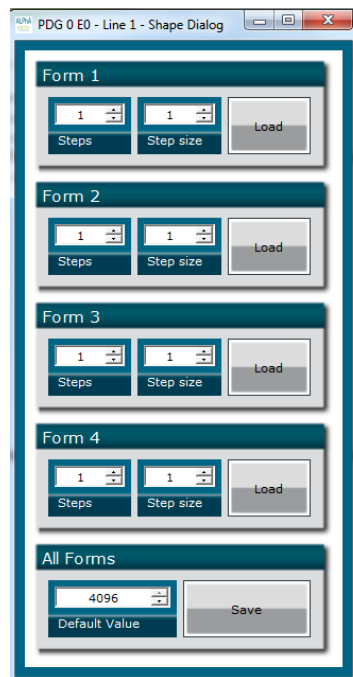 PDG 0 E0 - Line 1 - Shape Dialog
Form 1
1 1 Load
Steps Step size
Form 2
1 1 Load
Steps Step size
Form 3
1 1 Load
Steps Step size
Form 4
1 1 Load
Steps Step size
All Forms
4096 Save
Default Value